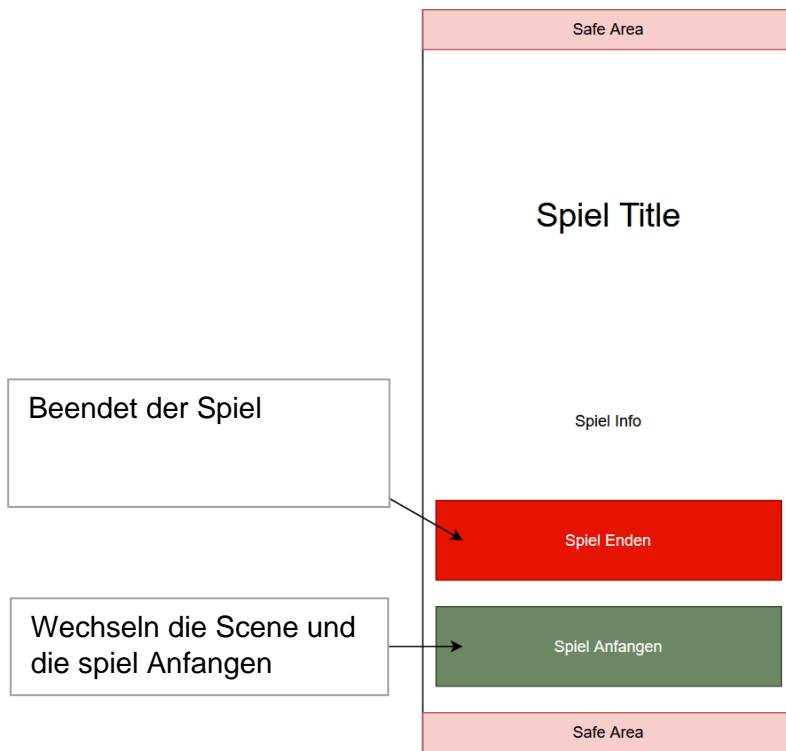 Safe Area
Spiel Title
Beendet der Spiel
Spiel Info
Spiel Enden
Wechseln die Scene und
die spiel Anfangen
Spiel Anfangen
Safe Area